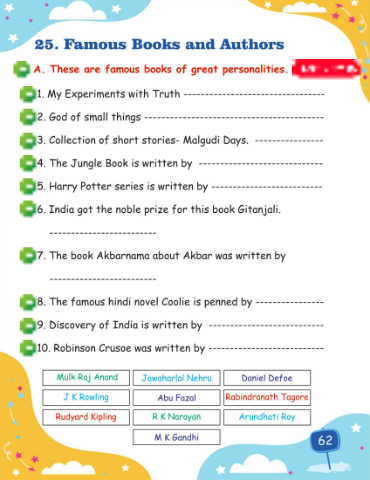 25. Famous Books and Authors
A. These are famous books of great personalities.
1. My Experiments with Truth --------------------------------
2. God of small things -----------------------------------------
3. Collection of short stories- Malgudi Days. ----------------
4. The Jungle Book is written by ----------------------------
5. Harry Potter series is written by -------------------------
6. India got the noble prize for this book Gitanjali.
------------------------
7. The book Akbarnama about Akbar was written by
------------------------
8. The famous hindi novel Coolie is penned by ----------------
9. Discovery of India is written by --------------------------
10. Robinson Crusoe was written by --------------------------
Mulk Raj Anand Jawaharlal Nehru Daniel Defoe
J K Rowling Abu Fazal Rabindranath Tagore
Rudyard Kipling R K Narayan Arundhati Roy
M K Gandhi
62